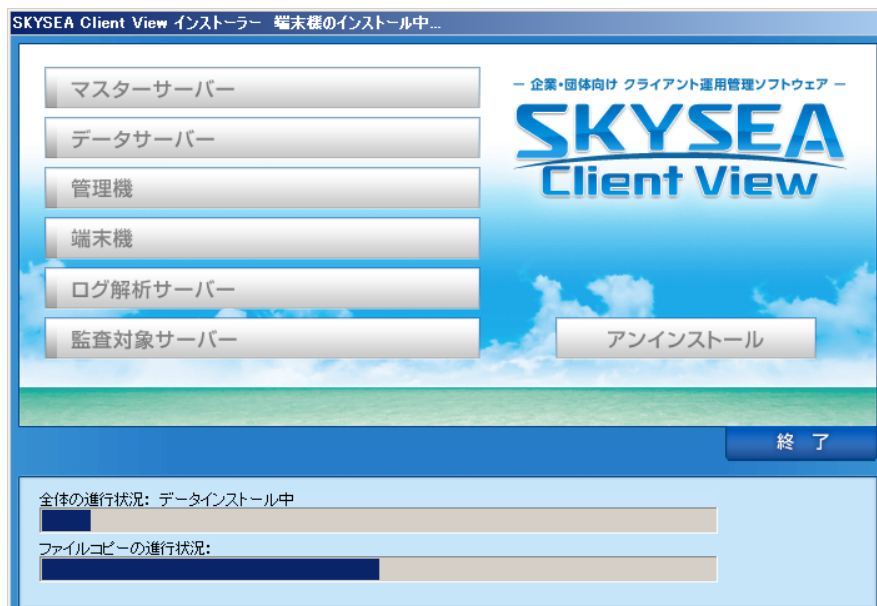 SKYSEA Client View インストーラー 端末機のインストール中...
マスターサーバー
データサーバー
管理機
端末機
ログ解析サーバー
監査対象サーバー
− 企業・団体向け クライアント運用管理ソフトウェア −
SKYSEA
Client View
アンインストール
終 了
全体の進行状況: データインストール中
ファイルコピーの進行状況: